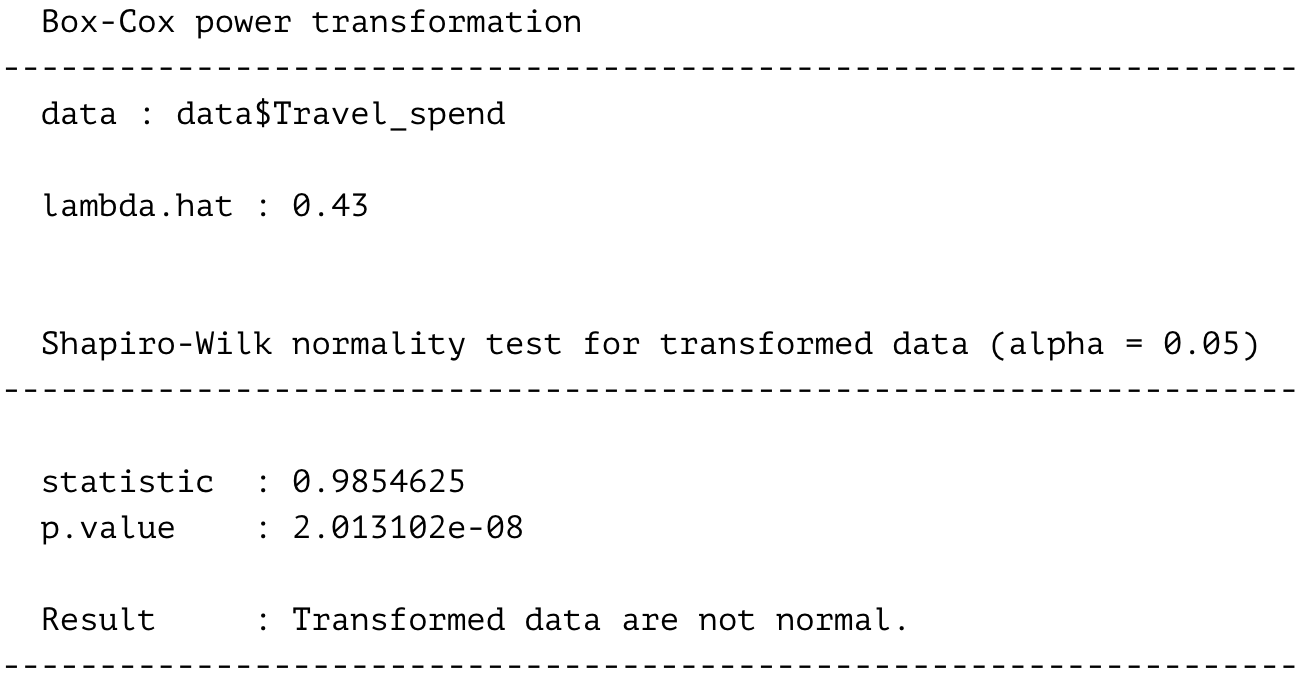 Box-Cox power transformation
---------------------------------------------------------------------
data : data$Travel_spend
lambda.hat : 0.43
Shapiro-Wilk normality test for transformed data (alpha = 0.05)
---------------------------------------------------------------------
statistic  : 0.9854625
p.value    : 2.013102e-08
Result     : Transformed data are not normal.
---------------------------------------------------------------------